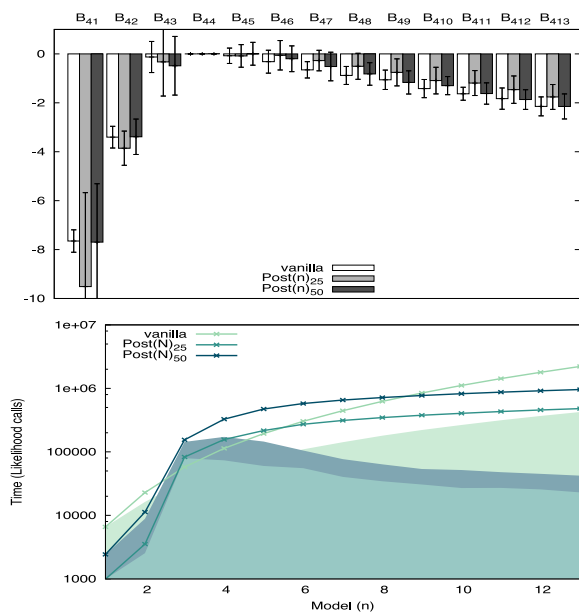 B41 B42 B43 B44 B45 B46 B47 B48 B49 B410 B411 B412 B413
0
-2
-4
-6
-8
-10
vanilla
Post(n)25
Post(n)50
1e+07
1e+06
100000
10000
1000
Time (Likelihood calls)
vanilla
Post(N)25
Post(N)50
2 4 6 8 10 12
Model (n)